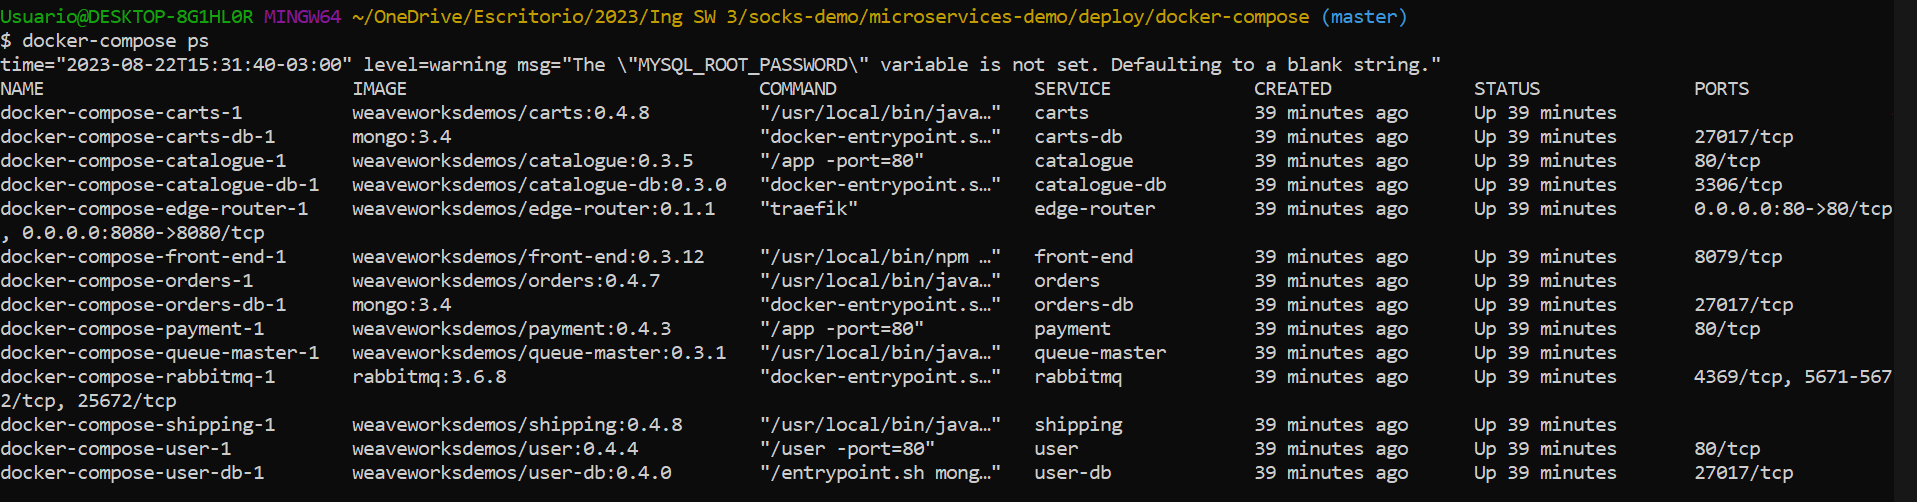 Usuario@DESKTOP-8G1HL0R MINGW64 ~/OneDrive/Escritorio/2023/Ing SW 3/socks-demo/microservices-demo/deploy/docker-compose (master)
$ docker-compose ps
time="2023-08-22T15:31:40-03:00" level=warning msg="The \"MYSQL_ROOT_PASSWORD\" variable is not set. Defaulting to a blank string."
NAME IMAGE COMMAND SERVICE CREATED STATUS PORTS
docker-compose-carts-1 weaveworksdemos/carts:0.4.8 "/usr/local/bin/java…" carts 39 minutes ago Up 39 minutes
docker-compose-carts-db-1 mongo:3.4 "docker-entrypoint.s…" carts-db 39 minutes ago Up 39 minutes 27017/tcp
docker-compose-catalogue-1 weaveworksdemos/catalogue:0.3.5 "/app -port=80" catalogue 39 minutes ago Up 39 minutes 80/tcp
docker-compose-catalogue-db-1 weaveworksdemos/catalogue-db:0.3.0 "docker-entrypoint.s…" catalogue-db 39 minutes ago Up 39 minutes 3306/tcp
docker-compose-edge-router-1 weaveworksdemos/edge-router:0.1.1 "traefik" edge-router 39 minutes ago Up 39 minutes 0.0.0.0:80->80/tcp
, 0.0.0.0:8080->8080/tcp
docker-compose-front-end-1 weaveworksdemos/front-end:0.3.12 "/usr/local/bin/npm …" front-end 39 minutes ago Up 39 minutes 8079/tcp
docker-compose-orders-1 weaveworksdemos/orders:0.4.7 "/usr/local/bin/java…" orders 39 minutes ago Up 39 minutes
docker-compose-orders-db-1 mongo:3.4 "docker-entrypoint.s…" orders-db 39 minutes ago Up 39 minutes 27017/tcp
docker-compose-payment-1 weaveworksdemos/payment:0.4.3 "/app -port=80" payment 39 minutes ago Up 39 minutes 80/tcp
docker-compose-queue-master-1 weaveworksdemos/queue-master:0.3.1 "/usr/local/bin/java…" queue-master 39 minutes ago Up 39 minutes
docker-compose-rabbitmq-1 rabbitmq:3.6.8 "docker-entrypoint.s…" rabbitmq 39 minutes ago Up 39 minutes 4369/tcp, 5671-567
2/tcp, 25672/tcp
docker-compose-shipping-1 weaveworksdemos/shipping:0.4.8 "/usr/local/bin/java…" shipping 39 minutes ago Up 39 minutes
docker-compose-user-1 weaveworksdemos/user:0.4.4 "/user -port=80" user 39 minutes ago Up 39 minutes 80/tcp
docker-compose-user-db-1 weaveworksdemos/user-db:0.4.0 "/entrypoint.sh mong…" user-db 39 minutes ago Up 39 minutes 27017/tcp